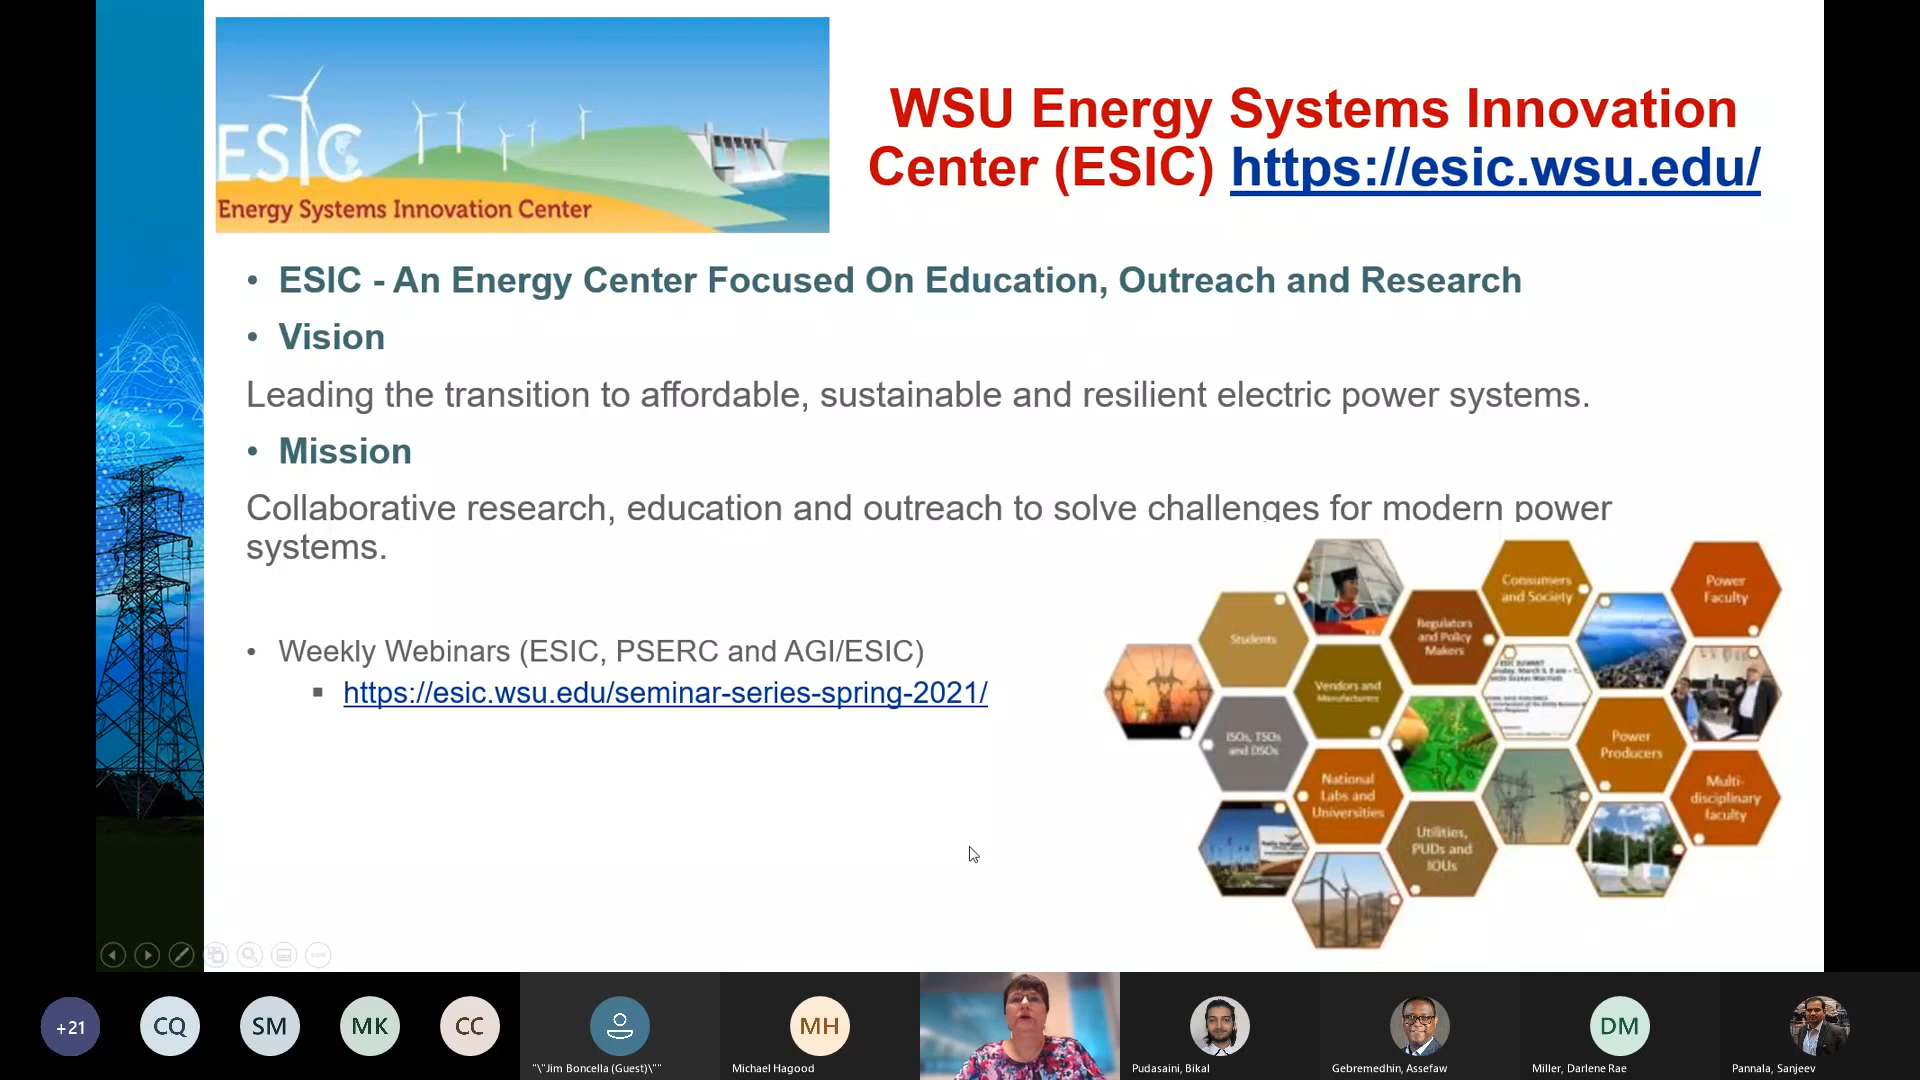 WSU Energy Systems Innovation
Center (ESIC) https://esic.wsu.edu/
ESIC
Energy Systems Innovation Center
• ESIC - An Energy Center Focused On Education, Outreach and Research
• Vision
Leading the transition to affordable, sustainable and resilient electric power systems.
• Mission
Collaborative research, education and outreach to solve challenges for modern power
systems.
• Weekly Webinars (ESIC, PSERC and AGI/ESIC)
▪ https://esic.wsu.edu/seminar-series-spring-2021/
Students
Regulators
and Policy
Makers
Consumers
and Society
Power
Faculty
Vendors and
Manufacturers
ISOs, TSOs
and DSOs
National
Labs and
Universities
Utilities,
PUDs and
IOUs
Power
Producers
Multi-
disciplinary
faculty
126
982
+21
CQ
SM
MK
CC
"\"Jim Boncella (Guest)\""
MH
Michael Hagood
Pudasaini, Bikal
Gebremedhin, Assefaw
DM
Miller, Darlene Rae
Pannala, Sanjeev